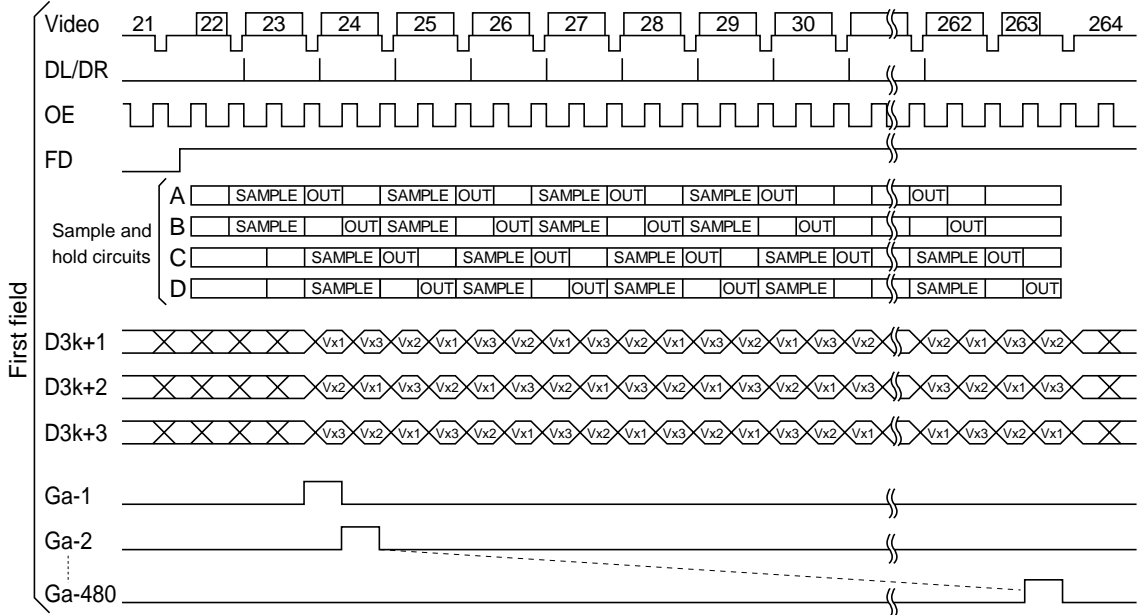 First field
Video 21 22 23 24 25 26 27 28 29 30 262 263 264
DL/DR
OE
FD
Sample and
hold circuits
A SAMPLE OUT SAMPLE OUT SAMPLE OUT SAMPLE OUT OUT
B SAMPLE OUT SAMPLE OUT SAMPLE OUT SAMPLE OUT OUT
C SAMPLE OUT SAMPLE OUT SAMPLE OUT SAMPLE OUT SAMPLE OUT
D SAMPLE OUT SAMPLE OUT SAMPLE OUT SAMPLE SAMPLE OUT
D3k+1 Vx1 Vx3 Vx2 Vx1 Vx3 Vx2 Vx1 Vx3 Vx2 Vx1 Vx3 Vx2 Vx1 Vx3 Vx2 Vx2 Vx1 Vx3 Vx2
D3k+2 Vx2 Vx1 Vx3 Vx2 Vx1 Vx3 Vx2 Vx1 Vx3 Vx2 Vx1 Vx3 Vx2 Vx1 Vx3 Vx3 Vx2 Vx1 Vx3
D3k+3 Vx3 Vx2 Vx1 Vx3 Vx2 Vx1 Vx3 Vx2 Vx1 Vx3 Vx2 Vx1 Vx3 Vx2 Vx1 Vx1 Vx3 Vx2 Vx1
Ga-1
Ga-2
Ga-480